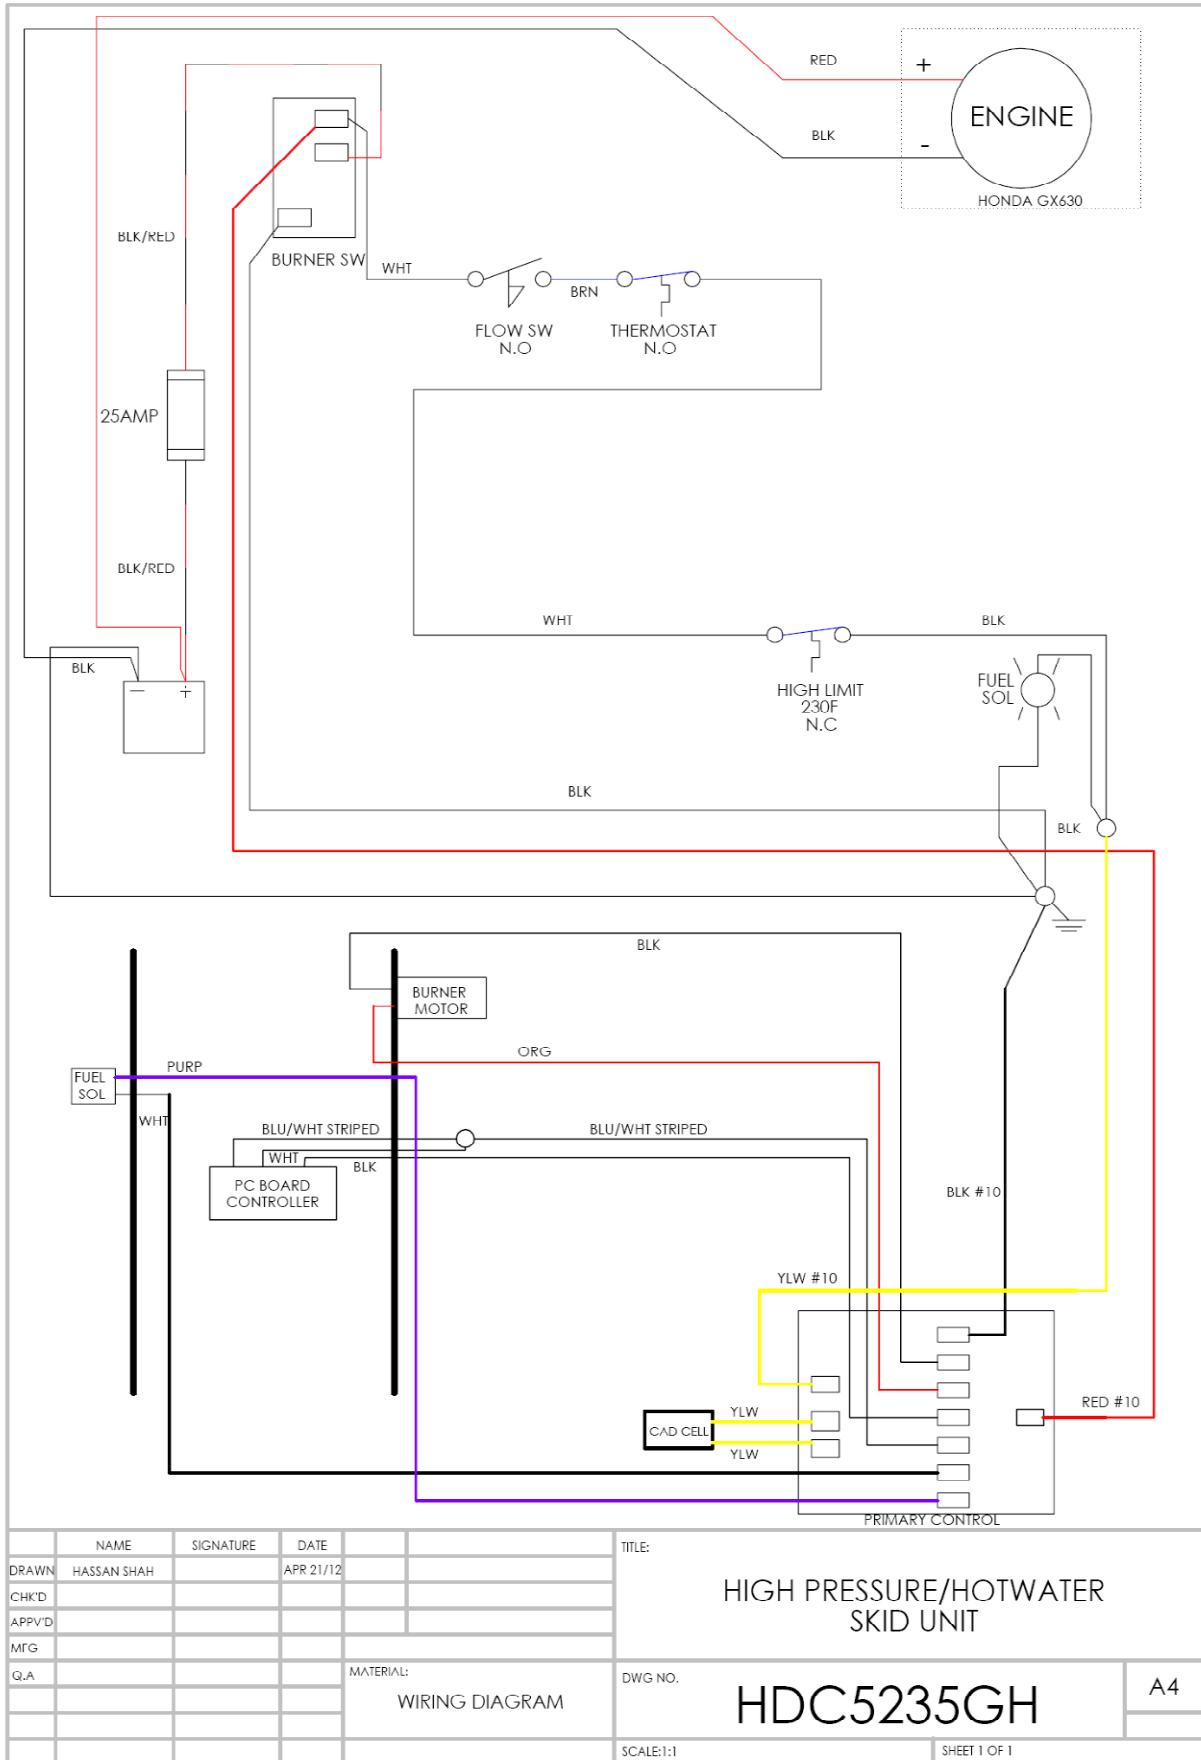 RED
+
ENGINE
BLK
-
HONDA GX630
BLK/RED
BURNER SW
WHT
BRN
FLOW SW
N.O
THERMOSTAT
N.O
25AMP
BLK/RED
WHT
BLK
BLK
— +
HIGH LIMIT
230F
N.C
FUEL
SOL
BLK
BLK
BLK
BURNER
MOTOR
ORG
PURP
FUEL
SOL
WHT
BLU/WHT STRIPED
BLU/WHT STRIPED
WHT
BLK
PC BOARD
CONTROLLER
BLK #10
YLW #10
RED #10
YLW
CAD CELL
YLW
PRIMARY CONTROL
NAME SIGNATURE DATE
DRAWN HASSAN SHAH APR 21/12
CHK'D
APPV'D
MFG
Q.A
MATERIAL:
WIRING DIAGRAM
TITLE:
HIGH PRESSURE/HOTWATER
SKID UNIT
DWG NO.
HDC5235GH
A4
SCALE:1:1
SHEET 1 OF 1